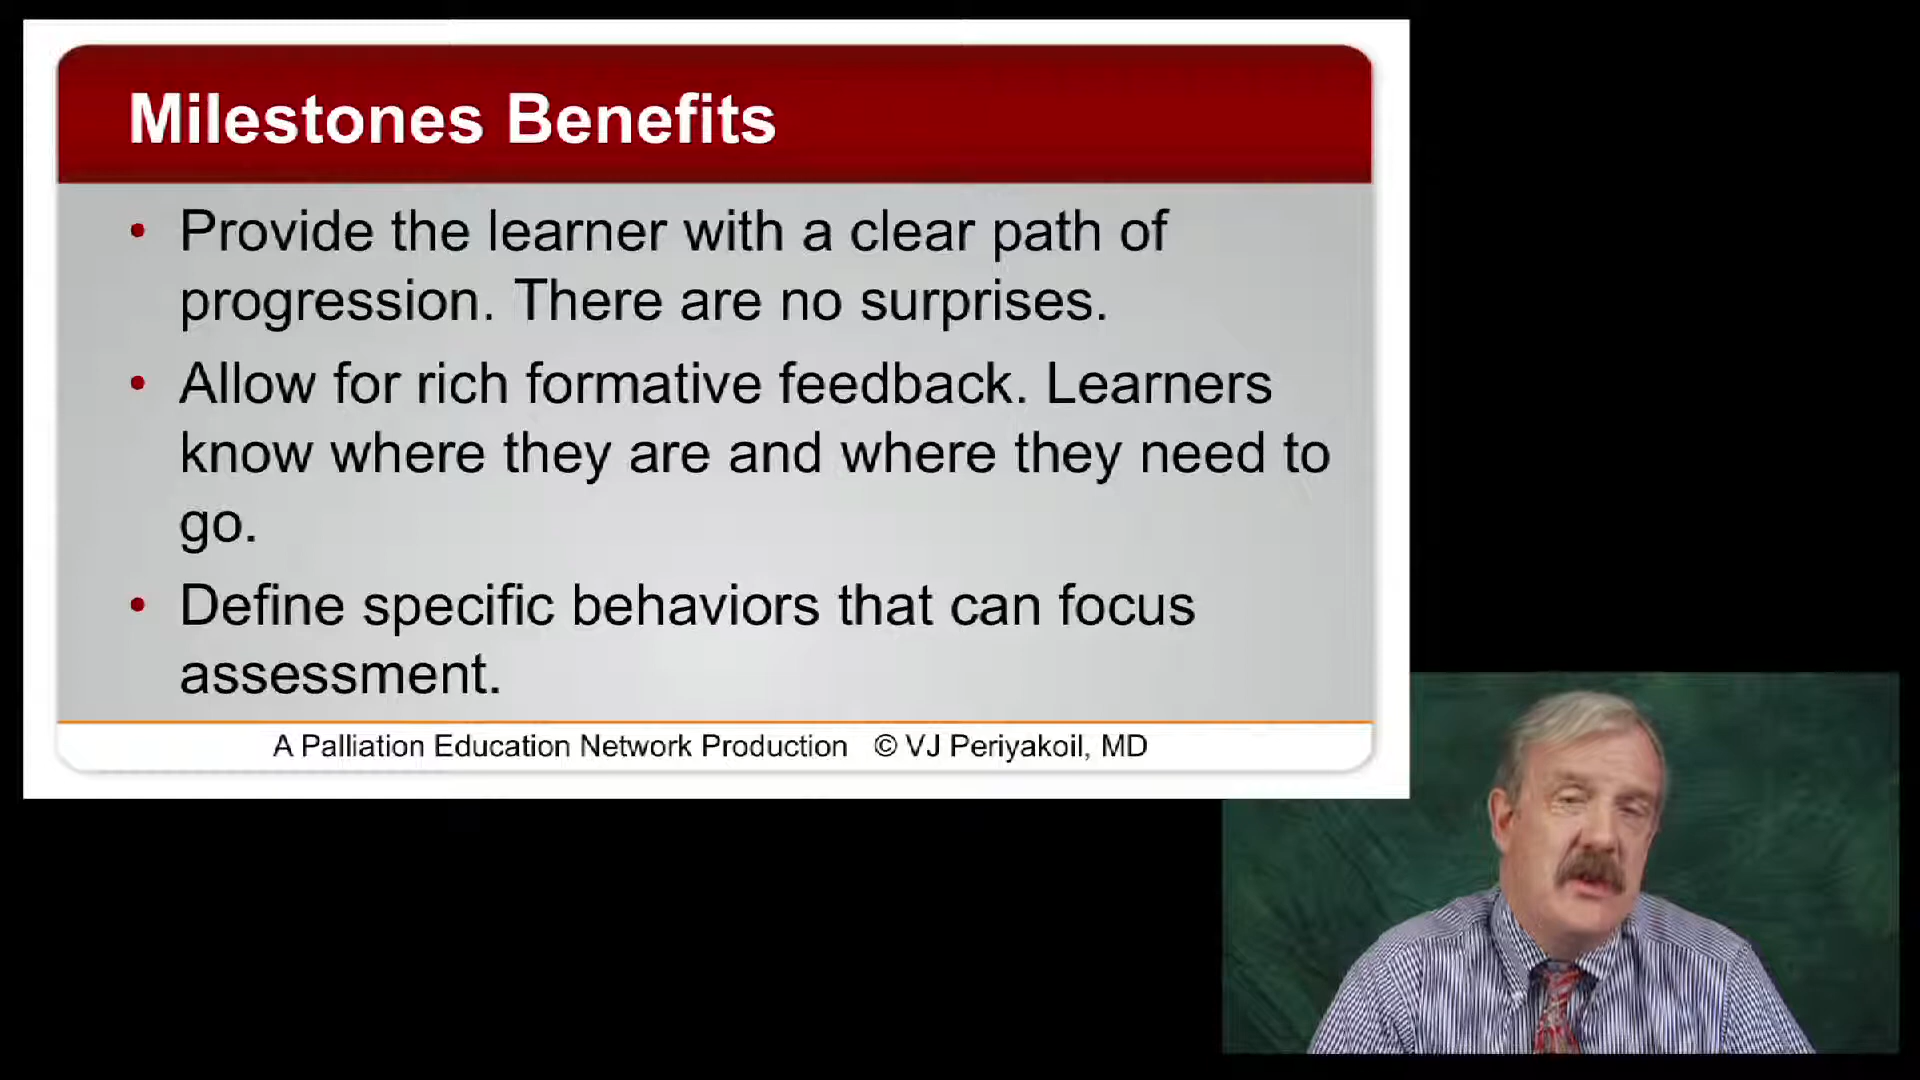 Milestones Benefits
• Provide the learner with a clear path of
progression. There are no surprises.
• Allow for rich formative feedback. Learners
know where they are and where they need to
go.
• Define specific behaviors that can focus
assessment.
A Palliation Education Network Production © VJ Periyakoil, MD